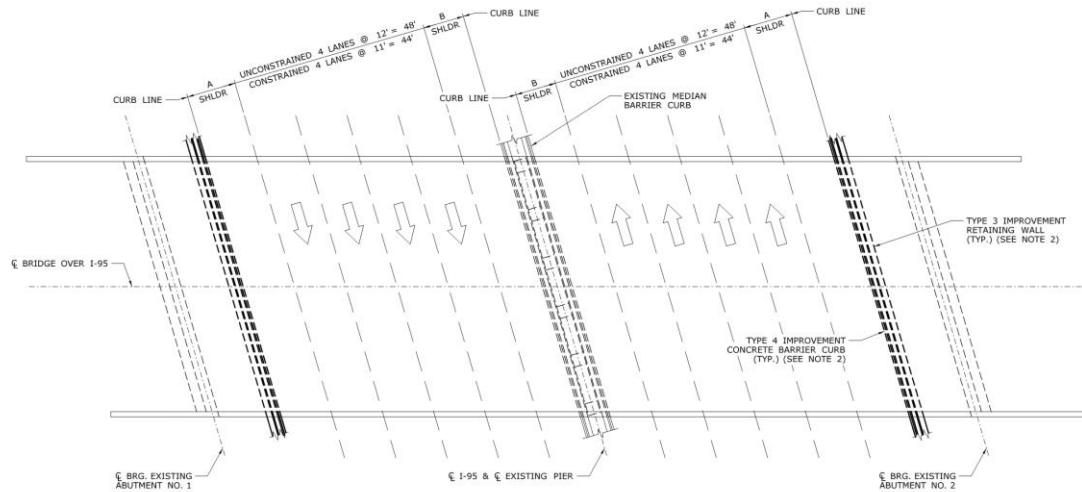 CURB LINE
B
SHLDR
UNCONSTRAINED 4 LANES @ 12' = 48'
CONSTRAINED 4 LANES @ 11' = 44'
A
SHLDR
CURB LINE
CURB LINE
A
SHLDR
UNCONSTRAINED 4 LANES @ 12' = 48'
CONSTRAINED 4 LANES @ 11' = 44'
B
SHLDR
CURB LINE
EXISTING MEDIAN
BARRIER CURB
TYPE 3 IMPROVEMENT
RETAINING WALL
(TYP.) (SEE NOTE 2)
℄ BRIDGE OVER I-95
TYPE 4 IMPROVEMENT
CONCRETE BARRIER CURB
(TYP.) (SEE NOTE 2)
℄ BRG. EXISTING
ABUTMENT NO. 1
℄ I-95 & ℄ EXISTING PIER
℄ BRG. EXISTING
ABUTMENT NO. 2